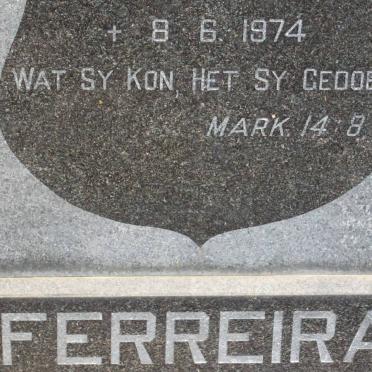 + 8 6. 1974
WAT SY KON, HET SY GEDOE
MARK. 14:8
FERREIRA